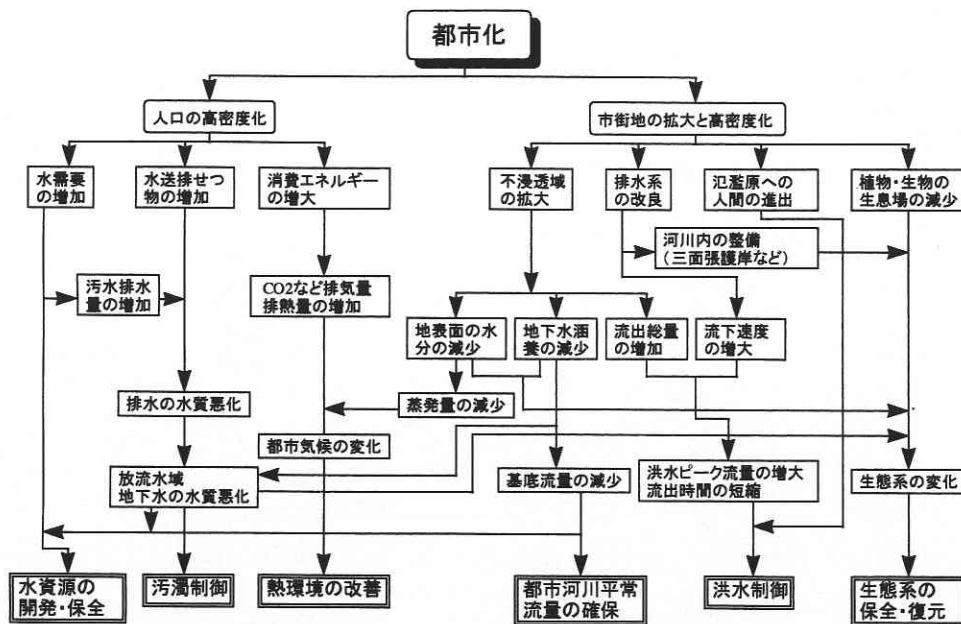 都市化
人口の高密度化
市街地の拡大と高密度化
水需要
の増加
水送排せつ
物の増加
消費エネルギー
の増大
不浸透域
の拡大
排水系
の改良
氾濫原への
人間の進出
植物・生物の
生息場の減少
河川内の整備
（三面張護岸など）
汚水排水
量の増加
CO2など排気量
排熱量の増加
地表面の水
分の減少
地下水涵
養の減少
流出総量
の増加
流下速度
の増大
排水の水質悪化
蒸発量の減少
都市気候の変化
放流水域
地下水の水質悪化
基底流量の減少
洪水ピーク流量の増大
流出時間の短縮
生態系の変化
水資源の
開発・保全
汚濁制御
熱環境の改善
都市河川平常
流量の確保
洪水制御
生態系の
保全・復元